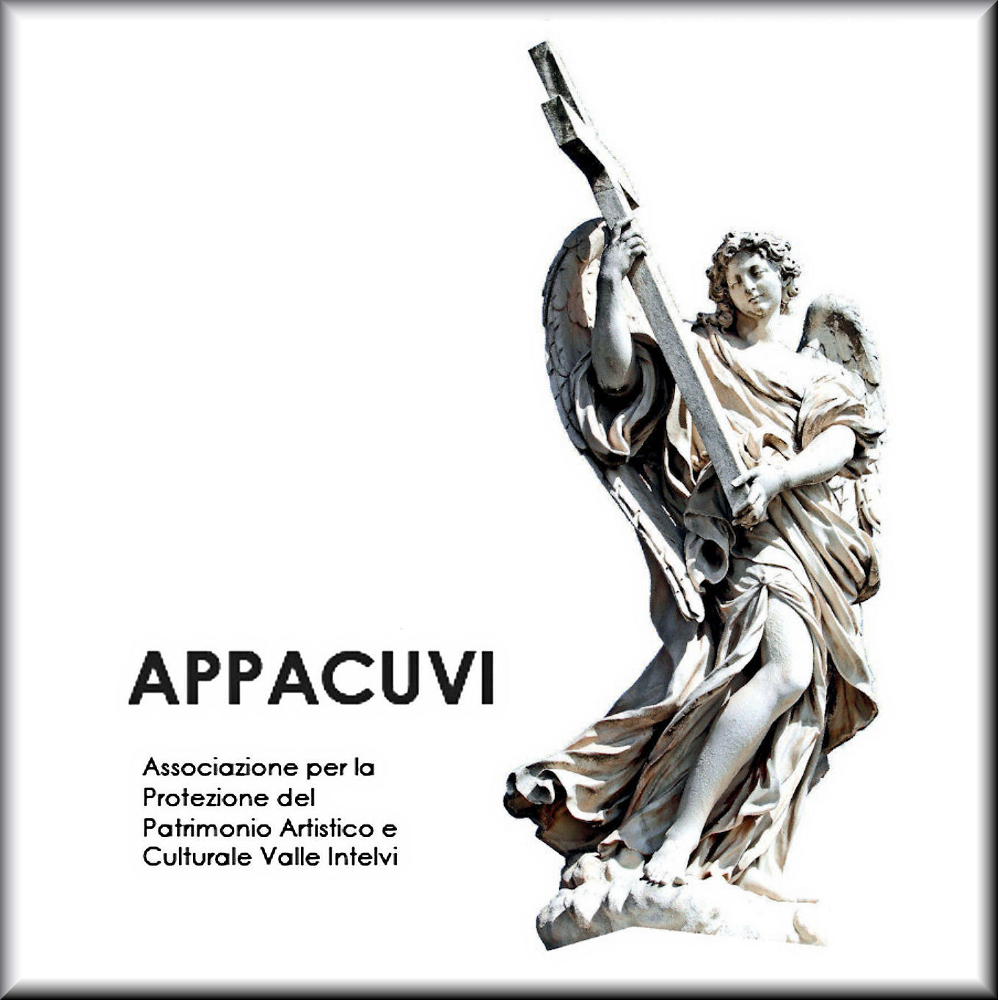 APPACUVI
Associazione per la
Protezione del
Patrimonio Artistico e
Culturale Valle Intelvi